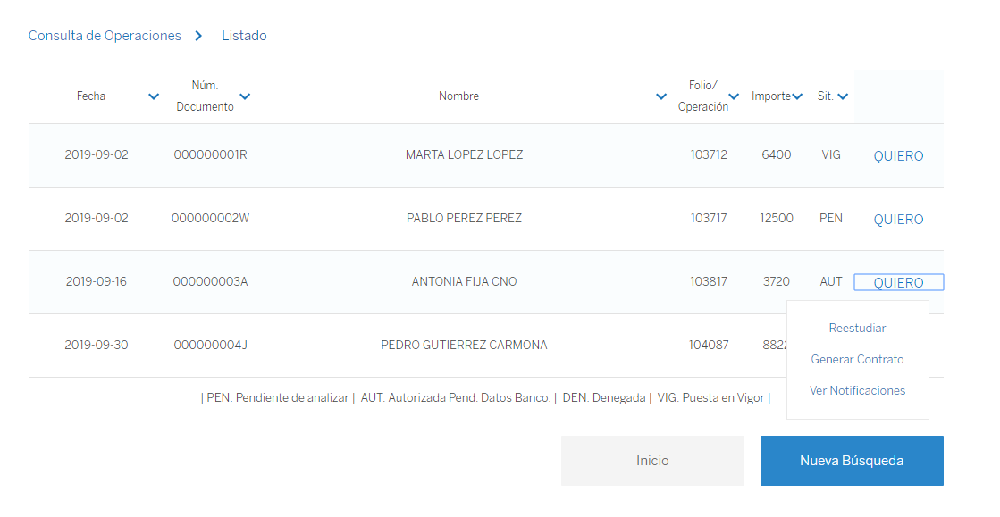 Consulta de Operaciones > Listado
Fecha Núm. Documento Nombre Folio/ Operación Importe Sit.
2019-09-02 000000001R MARTA LOPEZ LOPEZ 103712 6400 VIG QUIERO
2019-09-02 000000002W PABLO PEREZ PEREZ 103717 12500 PEN QUIERO
2019-09-16 000000003A ANTONIA FIJA CNO 103817 3720 AUT QUIERO
Reestudiar
2019-09-30 000000004J PEDRO GUTIERREZ CARMONA 104087
Generar Contrato
Ver Notificaciones
| PEN: Pendiente de analizar | AUT: Autorizada Pend. Datos Banco. | DEN: Denegada | VIG: Puesta en Vigor |
Inicio Nueva Búsqueda